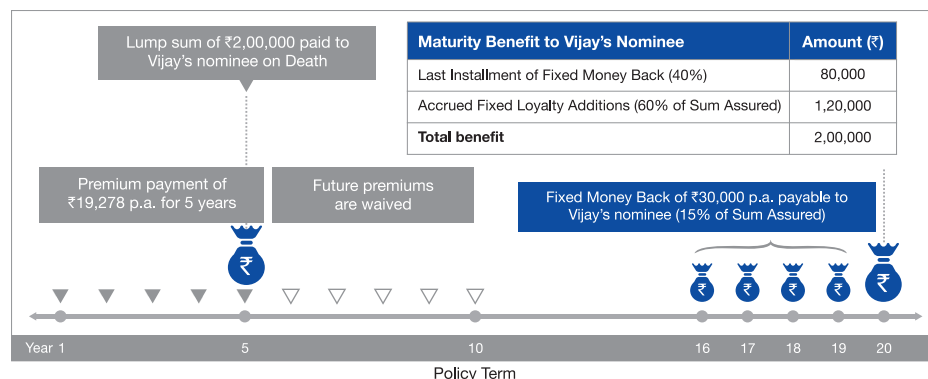 Lump sum of ₹2,00,000 paid to
Vijay's nominee on Death
Maturity Benefit to Vijay's Nominee Amount (₹)
Last Installment of Fixed Money Back (40%) 80,000
Accrued Fixed Loyalty Additions (60% of Sum Assured) 1,20,000
Total benefit 2,00,000
Premium payment of
₹19,278 p.a. for 5 years
Future premiums
are waived
Fixed Money Back of ₹30,000 p.a. payable to
Vijay's nominee (15% of Sum Assured)
₹ ₹ ₹ ₹ ₹ ₹
Year 1 5 10 16 17 18 19 20
Policy Term